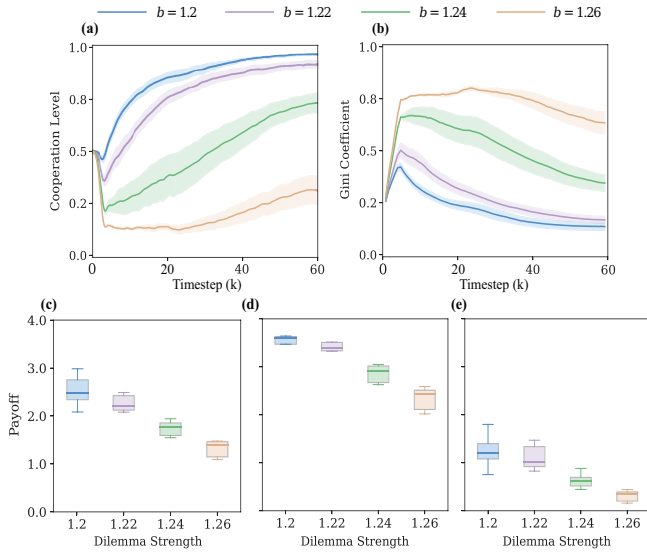 b = 1.2 b = 1.22 b = 1.24 b = 1.26
(a) (b)
1.0 1.0
0.8 0.8
0.5 0.5
0.2 0.2
0.0 0.0
Cooperation Level Gini Coefficient
0 20 40 60 0 20 40 60
Timestep (k) Timestep (k)
(c) (d) (e)
4.0
3.0
2.0
1.0
0.0
Payoff
1.2 1.22 1.24 1.26 1.2 1.22 1.24 1.26 1.2 1.22 1.24 1.26
Dilemma Strength Dilemma Strength Dilemma Strength